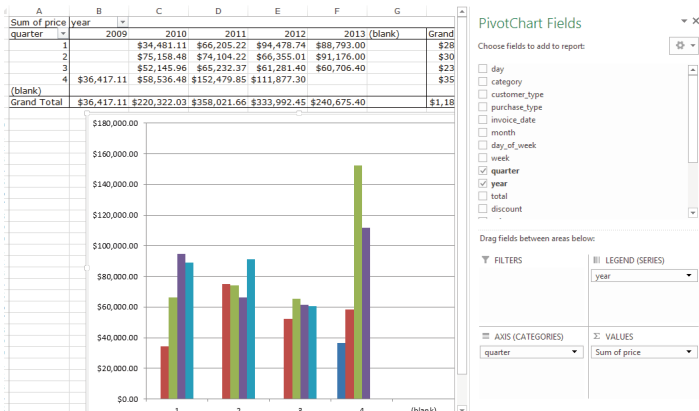 A B C D E F G
Sum of price year
quarter 2009 2010 2011 2012 2013 (blank) Grand
1 $34,481.11 $66,205.22 $94,478.74 $88,793.00 $28
2 $75,158.48 $74,104.22 $66,355.01 $91,176.00 $30
3 $52,145.96 $65,232.37 $61,281.40 $60,706.40 $23
4 $36,417.11 $58,536.48 $152,479.85 $111,877.30 $35
(blank)
Grand Total $36,417.11 $220,322.03 $358,021.66 $333,992.45 $240,675.40 $1,18
$180,000.00
$160,000.00
$140,000.00
$120,000.00
$100,000.00
$80,000.00
$60,000.00
$40,000.00
$20,000.00
$0.00
1 2 3 4 (blank)
PivotChart Fields
Choose fields to add to report:
day
category
customer_type
purchase_type
invoice_date
month
day_of_week
week
quarter
year
total
discount
Drag fields between areas below:
FILTERS
LEGEND (SERIES)
year
AXIS (CATEGORIES)
quarter
Σ VALUES
Sum of price